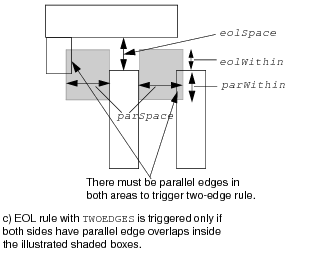 eolSpace
eolWithin
parWithin
parSpace
There must be parallel edges in
both areas to trigger two-edge rule.
c) EOL rule with TWOEDGES is triggered only if
both sides have parallel edge overlaps inside
the illustrated shaded boxes.